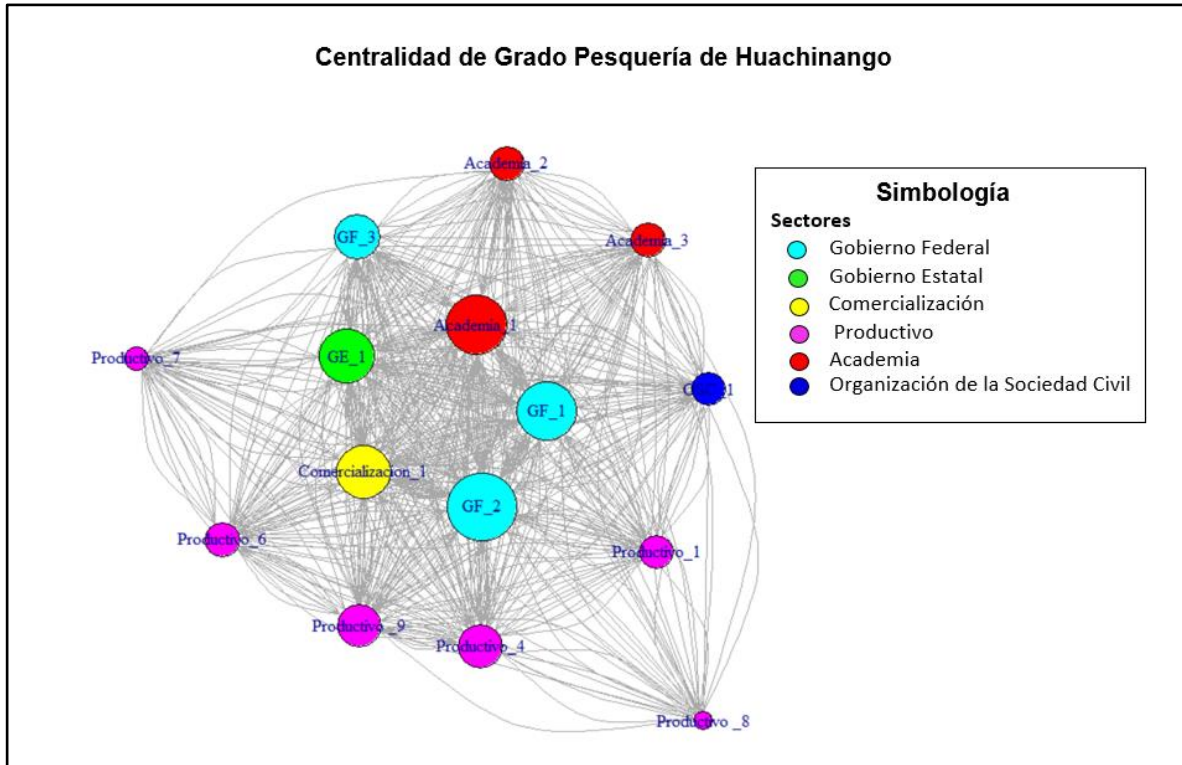 Centralidad de Grado Pesquería de Huachinango
Academia_2
GF_3
Academia_3
Academia_1
Productivo_7
GE_1
GF_1
Comercializacion_1
GF_2
Productivo_6
Productivo_1
Productivo _9
Productivo_4
Productivo _8
Simbología
Sectores
Gobierno Federal
Gobierno Estatal
Comercialización
Productivo
Academia
Organización de la Sociedad Civil